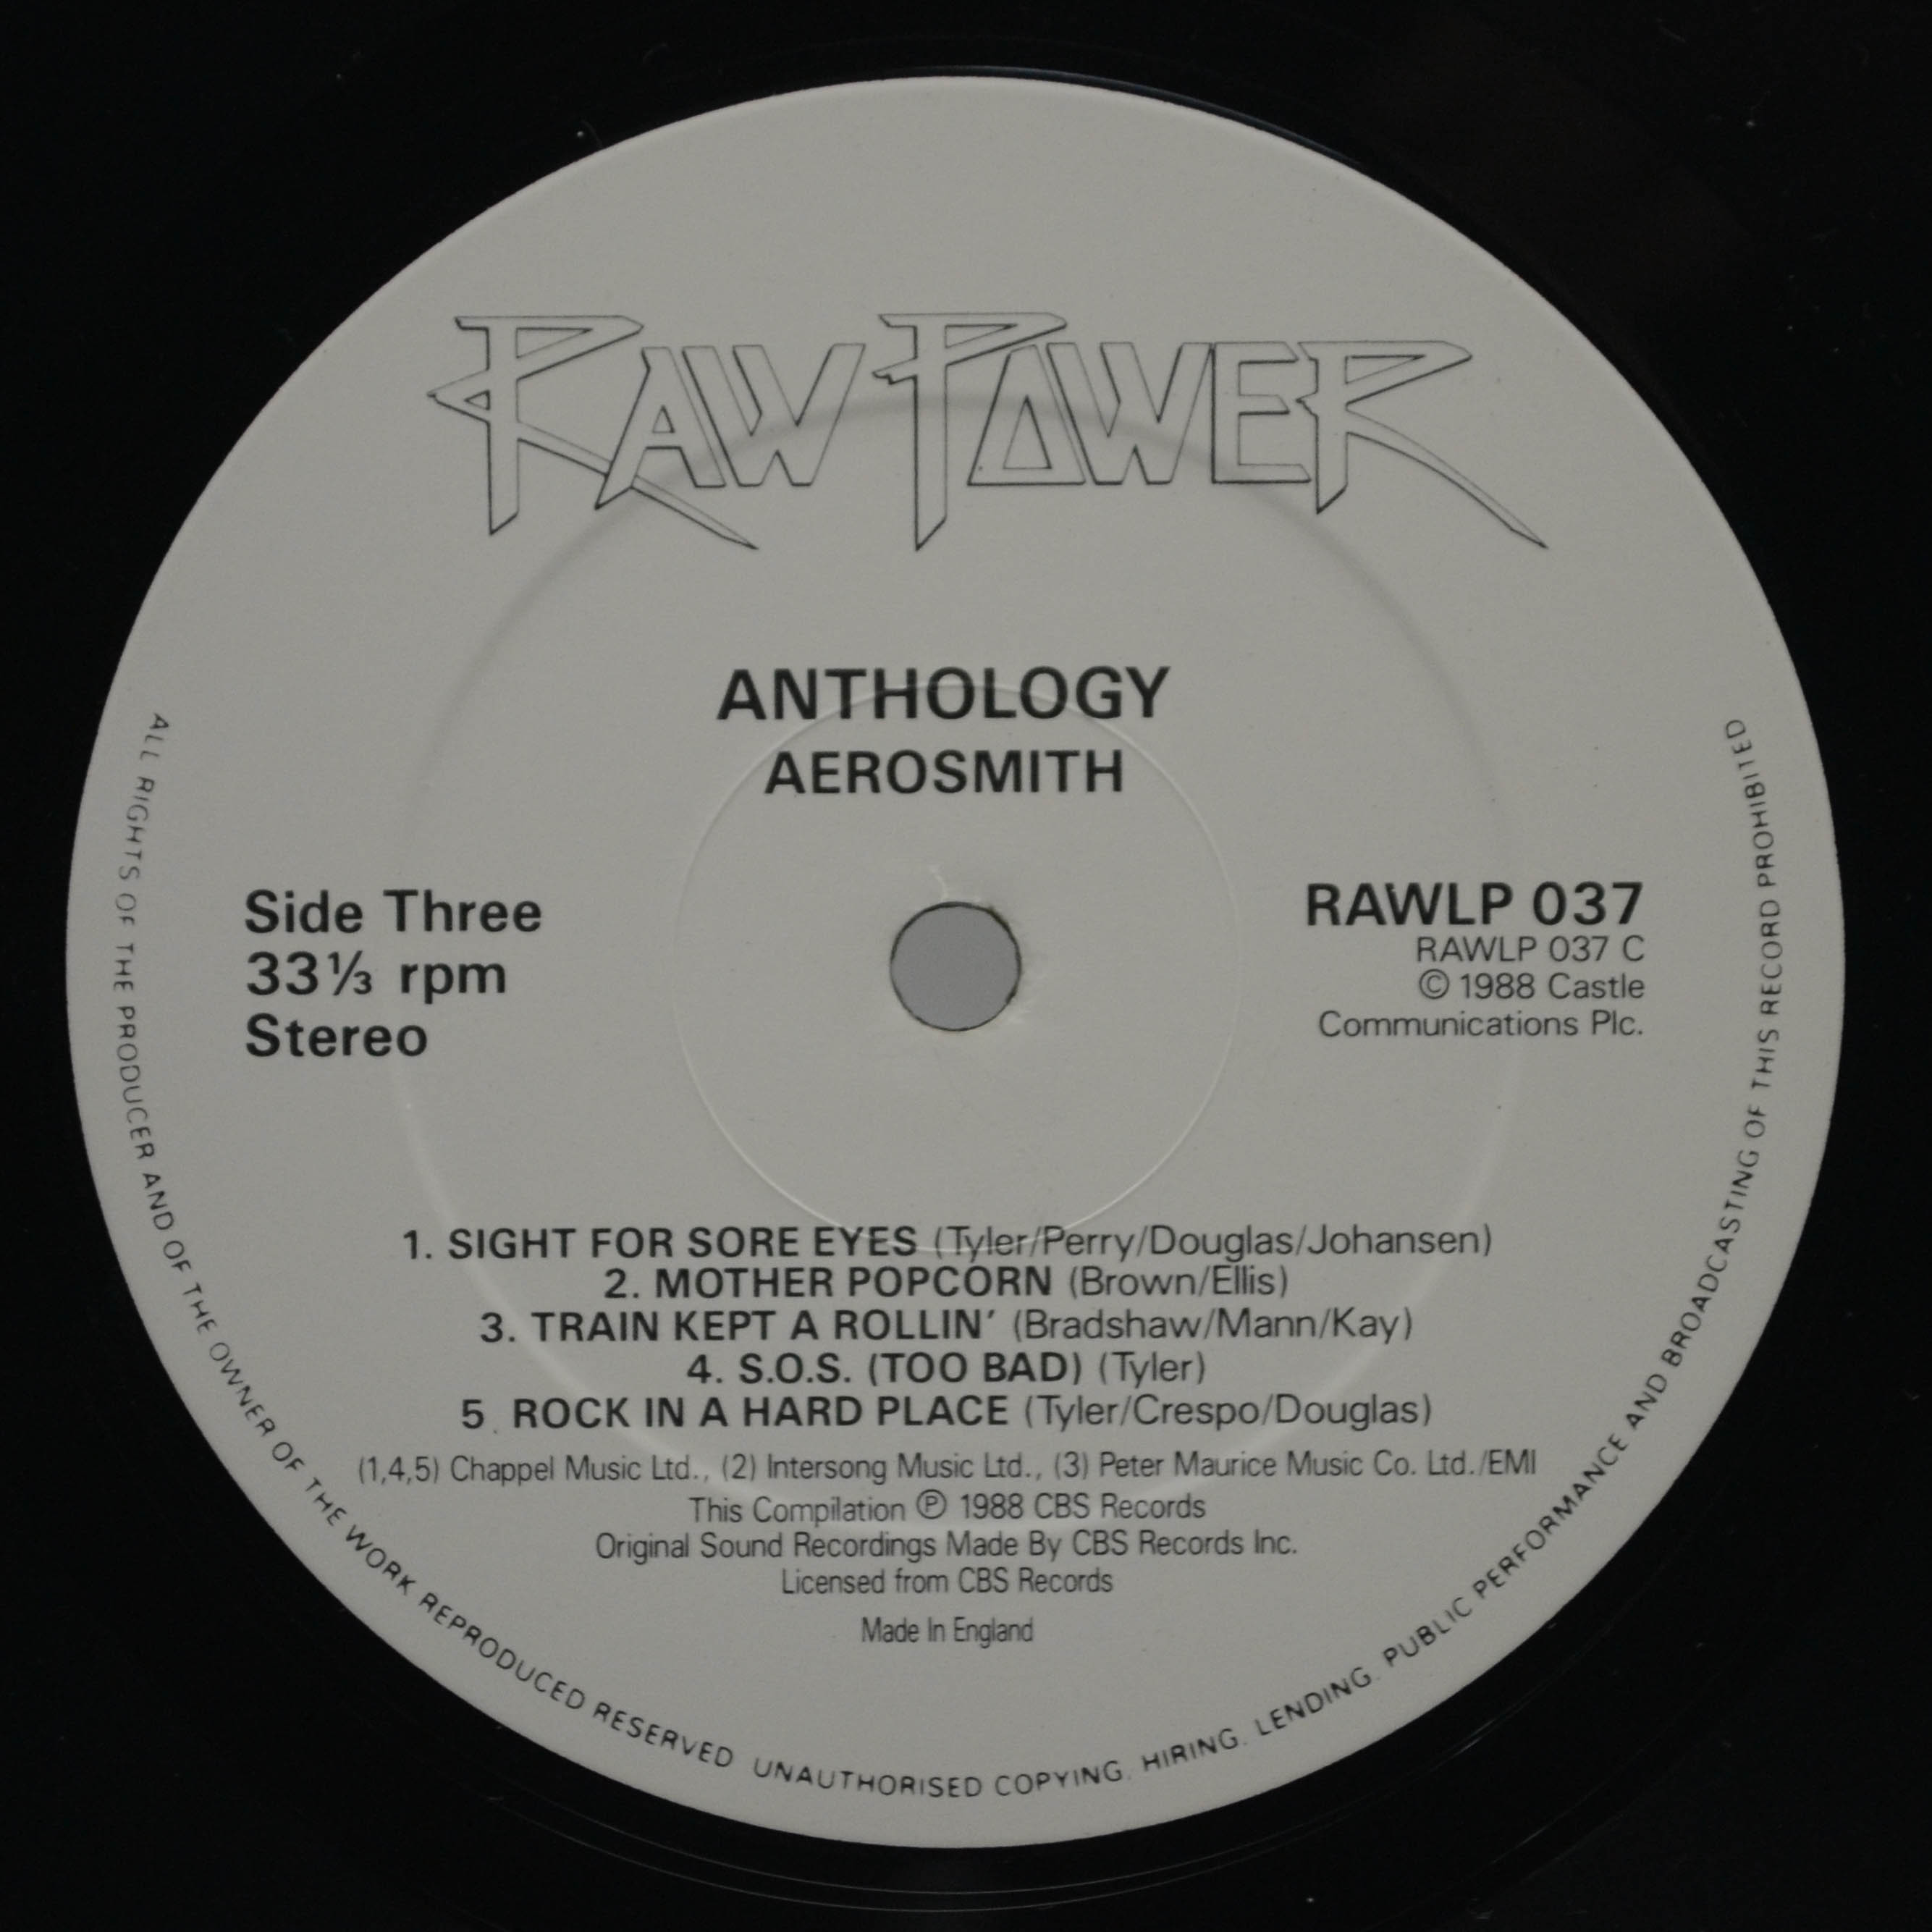 RAW POWER
ANTHOLOGY
AEROSMITH
Side Three
33⅓ rpm
Stereo
RAWLP 037
RAWLP 037 C
© 1988 Castle
Communications Plc.
1. SIGHT FOR SORE EYES (Tyler/Perry/Douglas/Johansen)
2. MOTHER POPCORN (Brown/Ellis)
3. TRAIN KEPT A ROLLIN' (Bradshaw/Mann/Kay)
4. S.O.S. (TOO BAD) (Tyler)
5. ROCK IN A HARD PLACE (Tyler/Crespo/Douglas)
(1,4,5) Chappel Music Ltd., (2) Intersong Music Ltd., (3) Peter Maurice Music Co. Ltd./EMI
This Compilation ℗ 1988 CBS Records
Original Sound Recordings Made By CBS Records Inc.
Licensed from CBS Records
Made In England
ALL RIGHTS OF THE PRODUCER AND OF THE OWNER OF THE WORK REPRODUCED RESERVED UNAUTHORISED COPYING. HIRING. LENDING. PUBLIC PERFORMANCE AND BROADCASTING OF THIS RECORD PROHIBITED